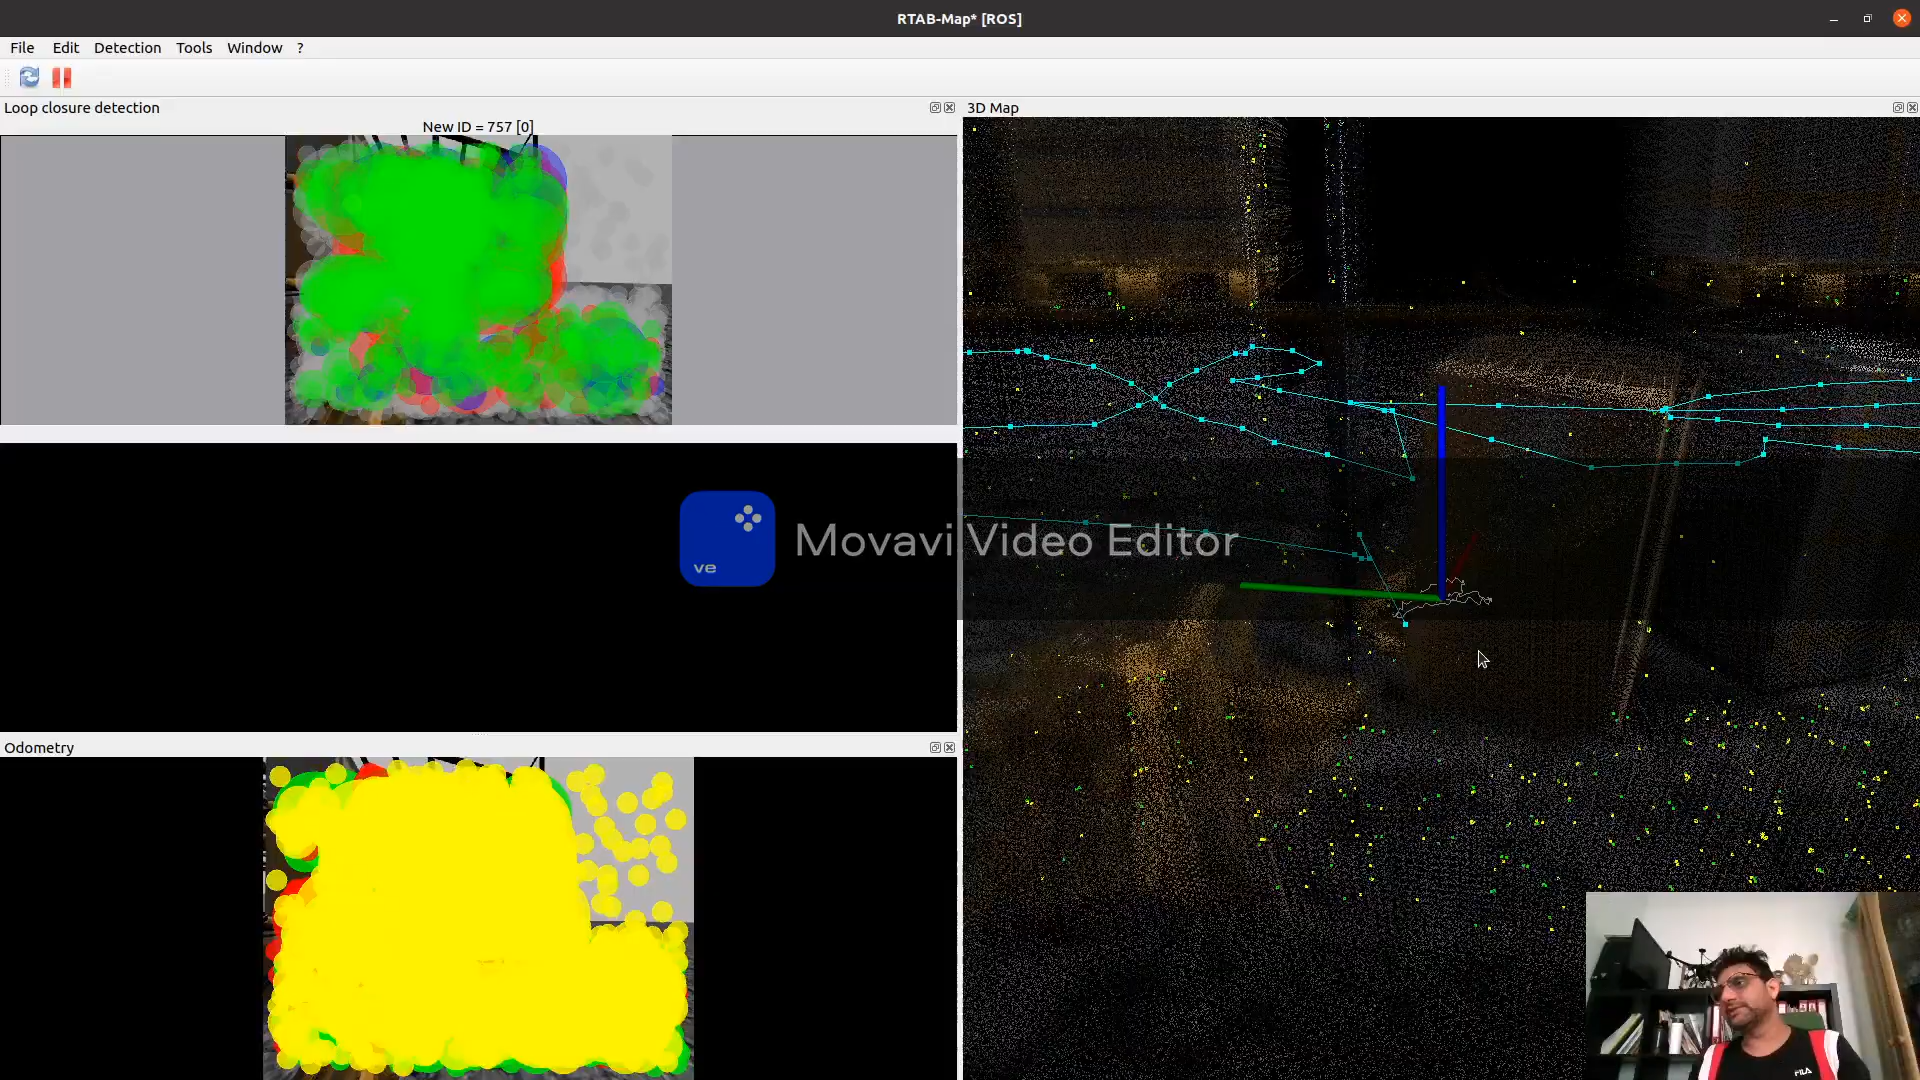 RTAB-Map* [ROS]
File Edit Detection Tools Window ?
Loop closure detection
New ID = 757 [0]
3D Map
ve
Movavi Video Editor
Odometry
FILA